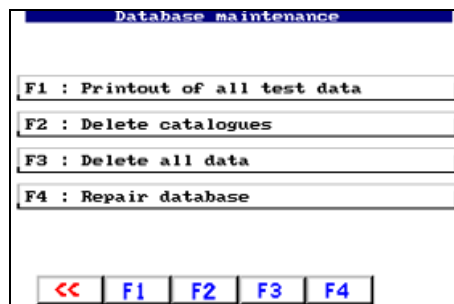 Database maintenance
F1 : Printout of all test data
F2 : Delete catalogues
F3 : Delete all data
F4 : Repair database
<< F1 F2 F3 F4